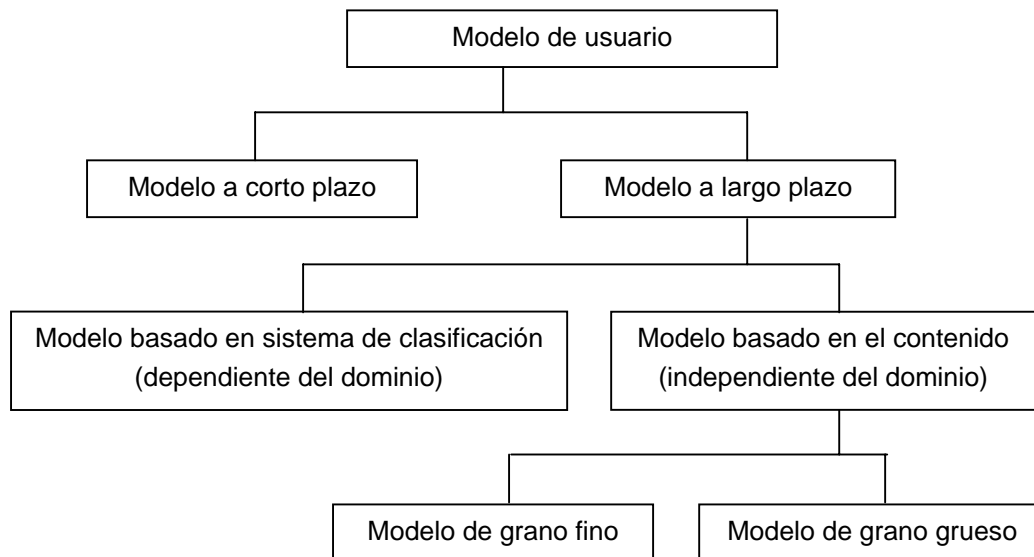 Modelo de usuario
Modelo a corto plazo
Modelo a largo plazo
Modelo basado en sistema de clasificación
(dependiente del dominio)
Modelo basado en el contenido
(independiente del dominio)
Modelo de grano fino
Modelo de grano grueso